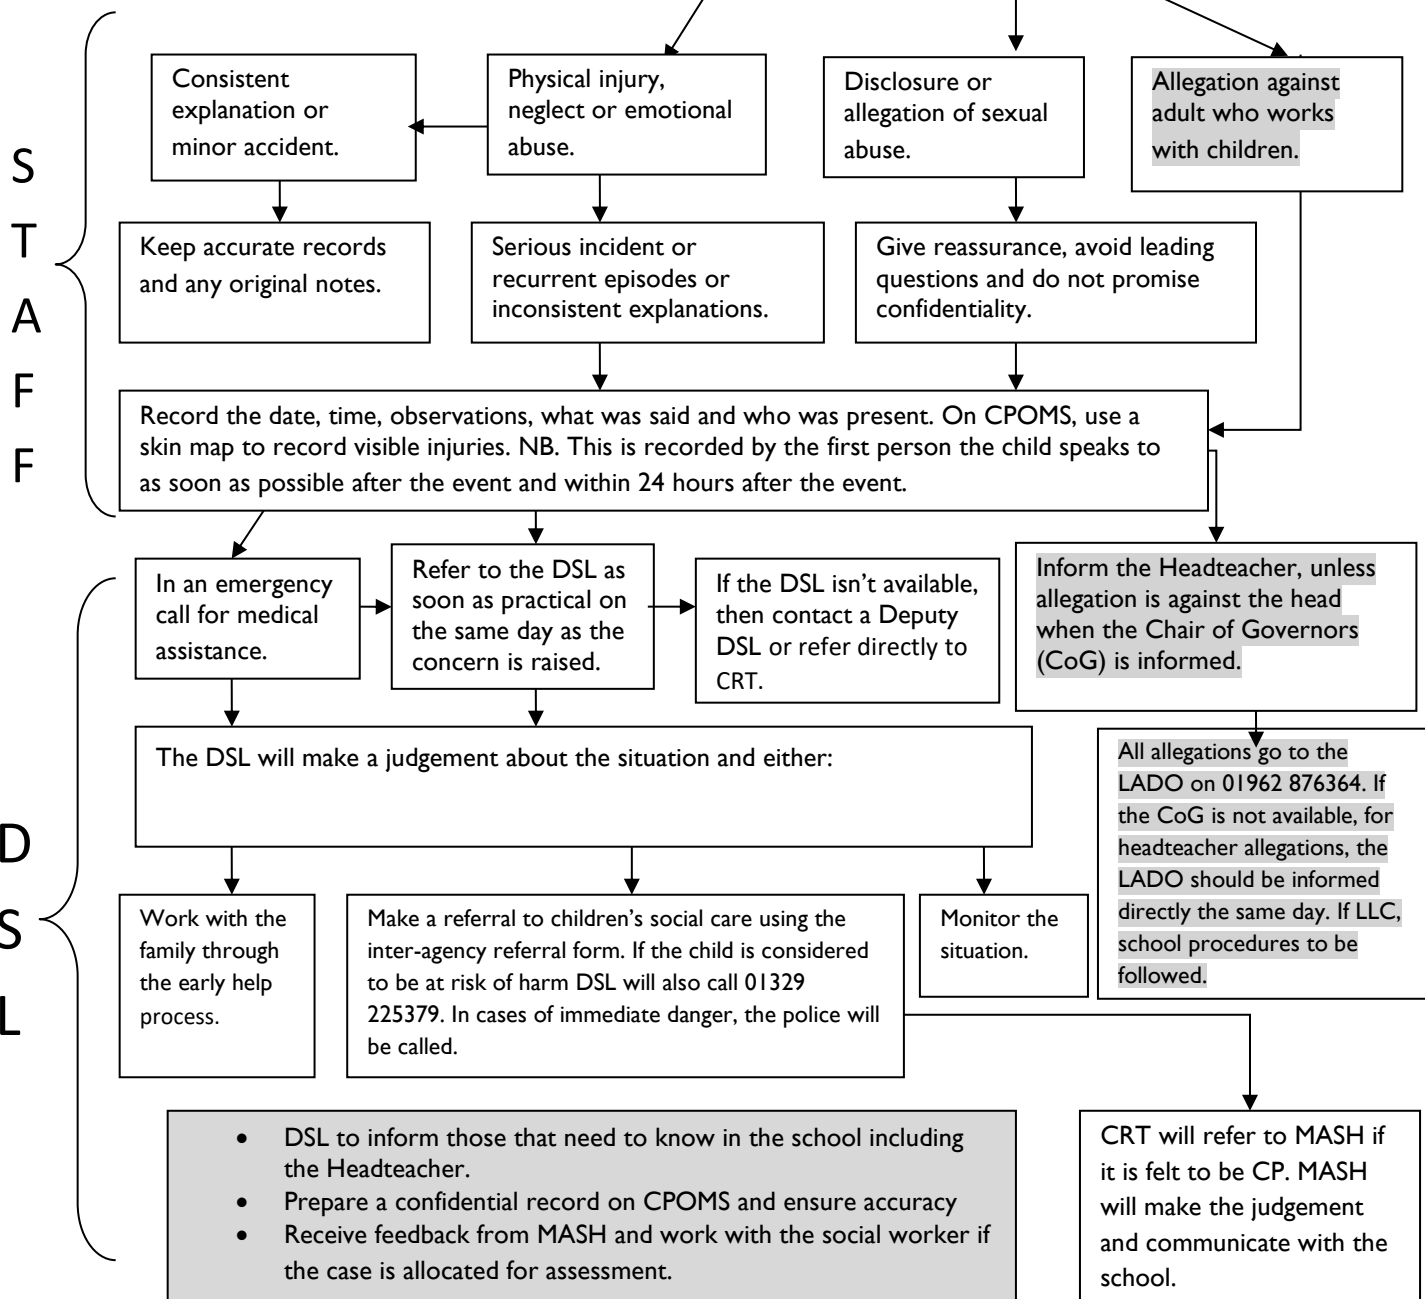 S
T
A
F
F
Consistent
explanation or
minor accident.
Physical injury,
neglect or emotional
abuse.
Disclosure or
allegation of sexual
abuse.
Allegation against
adult who works
with children.
Keep accurate records
and any original notes.
Serious incident or
recurrent episodes or
inconsistent explanations.
Give reassurance, avoid leading
questions and do not promise
confidentiality.
Record the date, time, observations, what was said and who was present. On CPOMS, use a
skin map to record visible injuries. NB. This is recorded by the first person the child speaks to
as soon as possible after the event and within 24 hours after the event.
D
S
L
In an emergency
call for medical
assistance.
Refer to the DSL as
soon as practical on
the same day as the
concern is raised.
If the DSL isn't available,
then contact a Deputy
DSL or refer directly to
CRT.
Inform the Headteacher, unless
allegation is against the head
when the Chair of Governors
(CoG) is informed.
The DSL will make a judgement about the situation and either:
All allegations go to the
LADO on 01962 876364. If
the CoG is not available, for
headteacher allegations, the
LADO should be informed
directly the same day. If LLC,
school procedures to be
followed.
Work with the
family through
the early help
process.
Make a referral to children's social care using the
inter-agency referral form. If the child is considered
to be at risk of harm DSL will also call 01329
225379. In cases of immediate danger, the police will
be called.
Monitor the
situation.
• DSL to inform those that need to know in the school including
the Headteacher.
• Prepare a confidential record on CPOMS and ensure accuracy
• Receive feedback from MASH and work with the social worker if
the case is allocated for assessment.
CRT will refer to MASH if
it is felt to be CP. MASH
will make the judgement
and communicate with the
school.